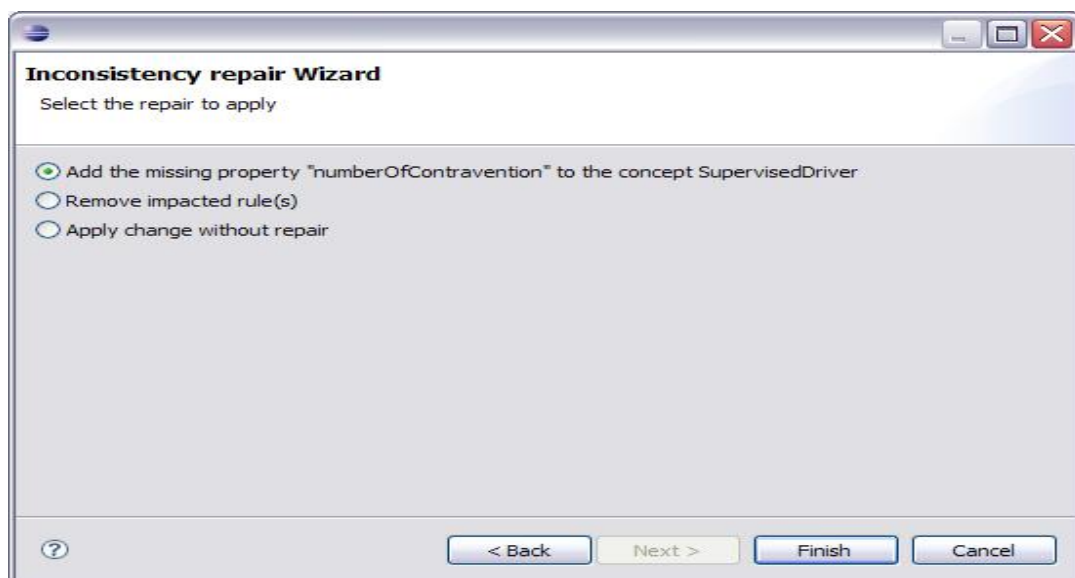 Inconsistency repair Wizard
Select the repair to apply
Add the missing property "numberOfContravention" to the concept SupervisedDriver
Remove impacted rule(s)
Apply change without repair
? < Back Next > Finish Cancel